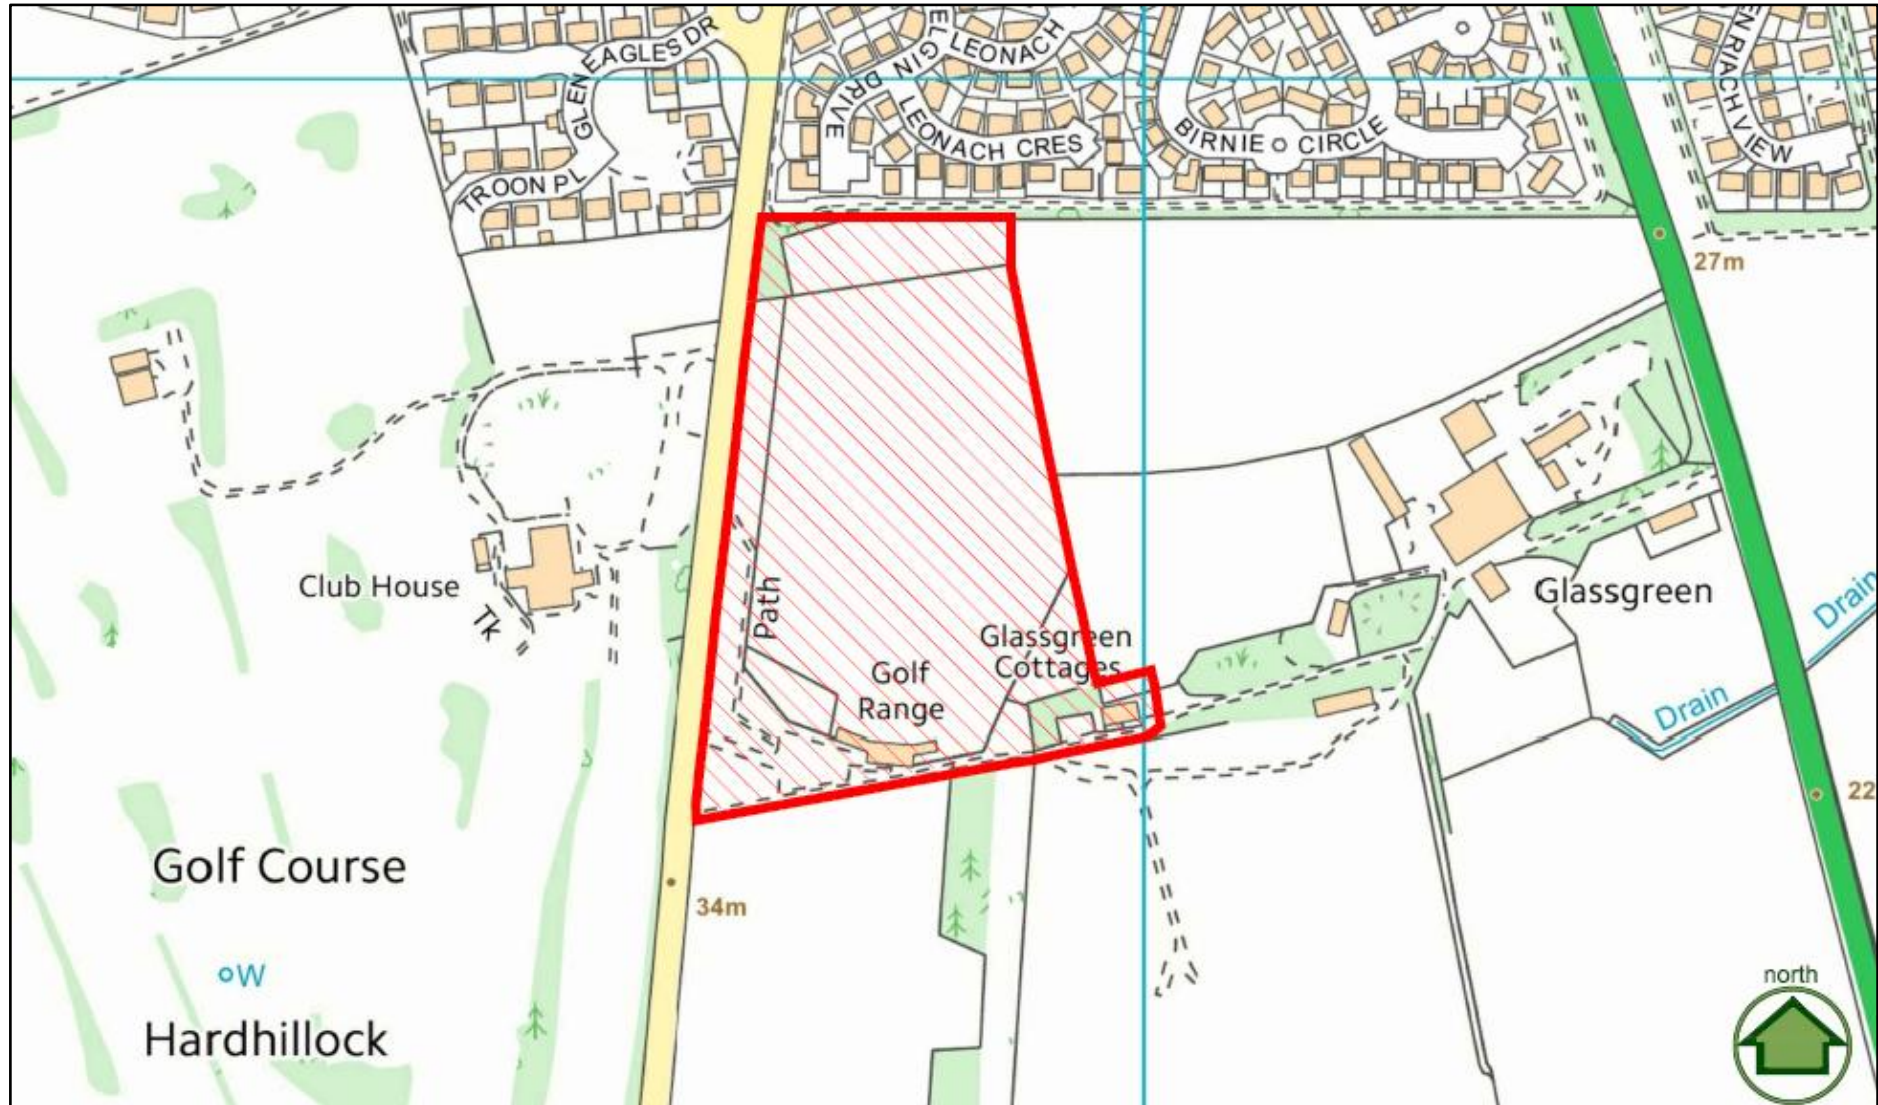 GLENEAGLES DR
ELGIN DRIVE
LEONACH
LEONACH CRES
BIRNIE CIRCLE
ENRIACH VIEW
TROON PL
27m
Club House
Tk
Path
Glassgreen
Cottages
Golf
Range
Glassgreen
Drain
Drain
22
Golf Course
34m
W
Hardhillock
north